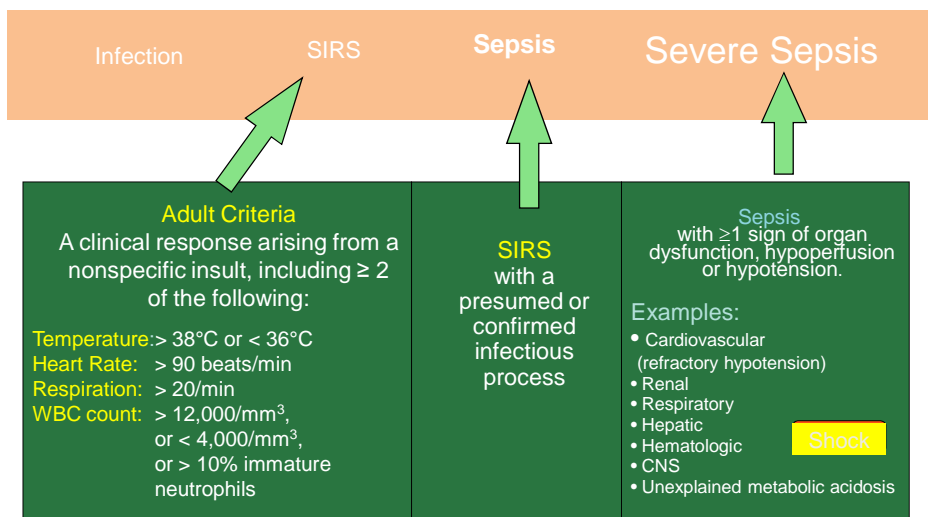 Infection
SIRS
Sepsis
Severe Sepsis
Adult Criteria
A clinical response arising from a
nonspecific insult, including ≥ 2
of the following:
Temperature: > 38°C or < 36°C
Heart Rate: > 90 beats/min
Respiration: > 20/min
WBC count: > 12,000/mm³,
or < 4,000/mm³,
or > 10% immature
neutrophils
SIRS
with a
presumed or
confirmed
infectious
process
Sepsis
with ≥1 sign of organ
dysfunction, hypoperfusion
or hypotension.
Examples:
• Cardiovascular
(refractory hypotension)
• Renal
• Respiratory
• Hepatic
• Hematologic
• CNS
• Unexplained metabolic acidosis
Shock